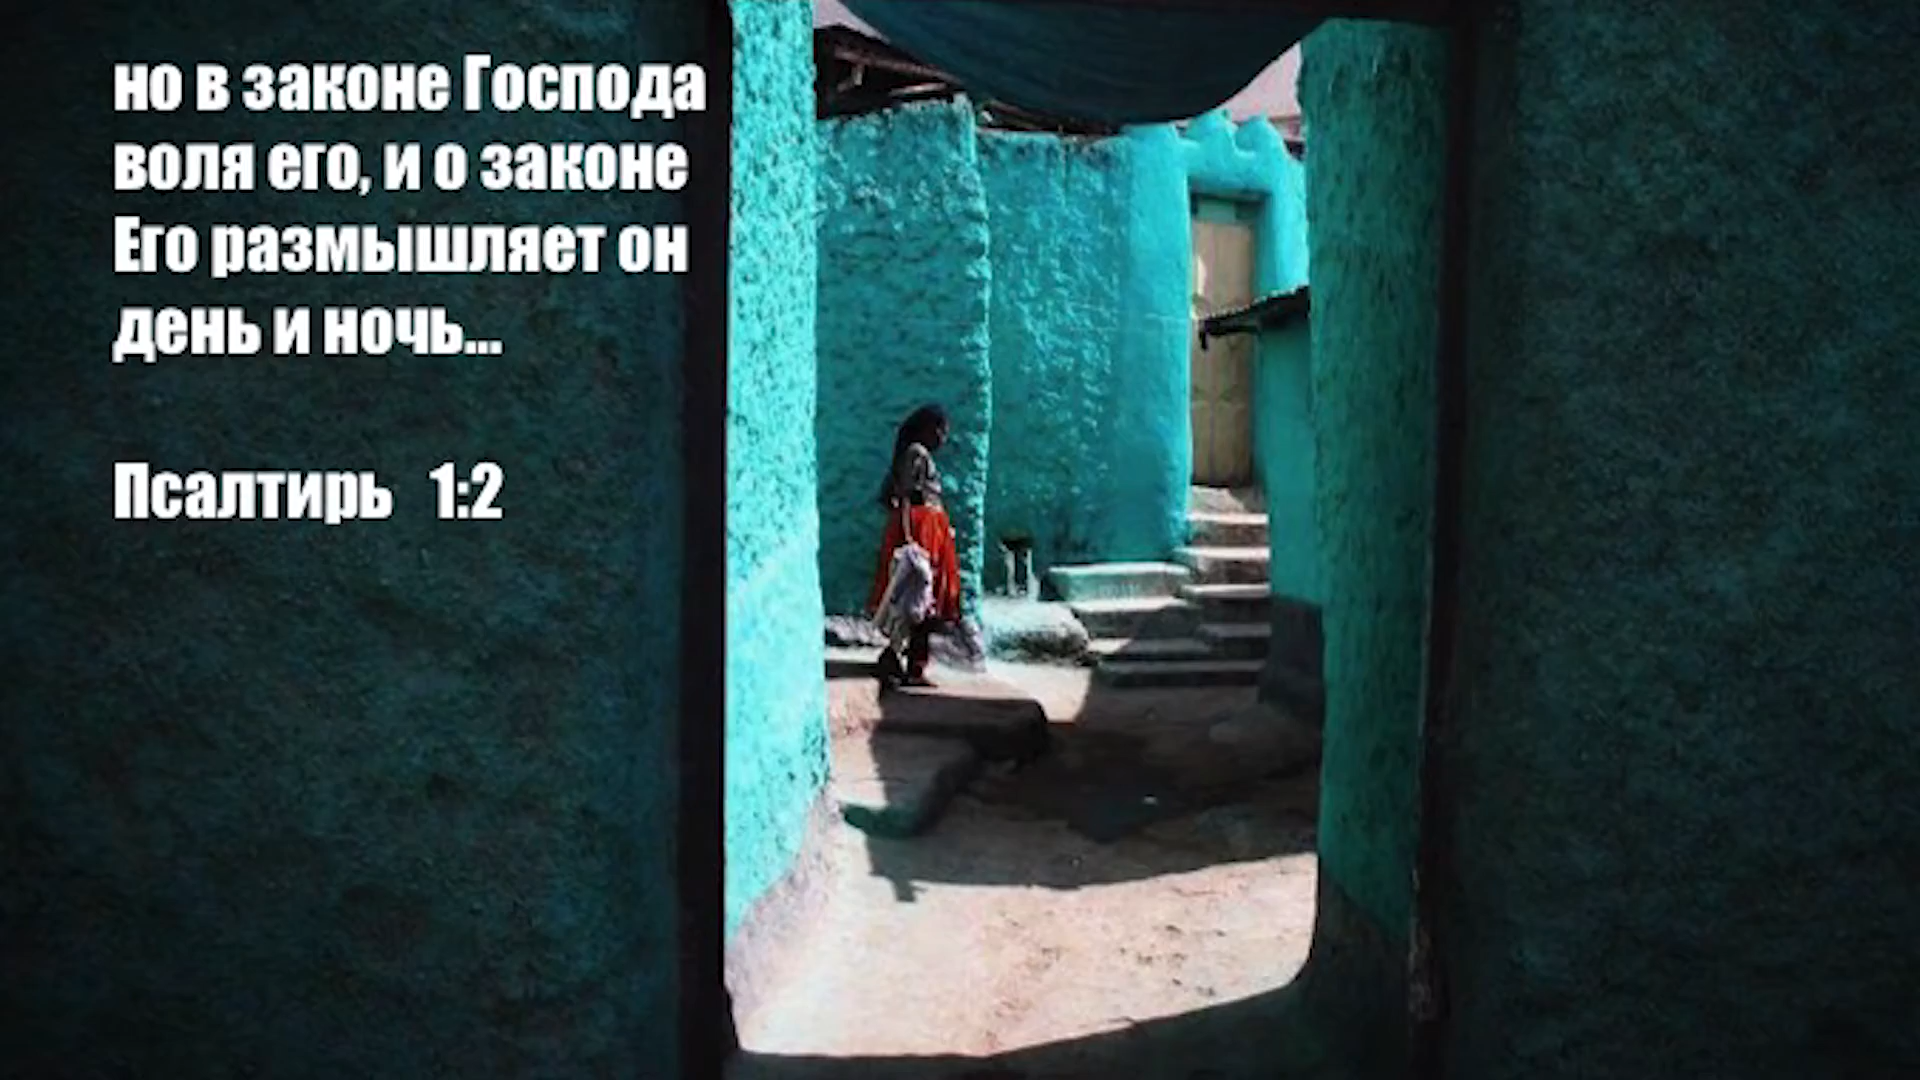 но в законе Господа
воля его, и о законе
Его размышляет он
день и ночь...
Псалтирь 1:2